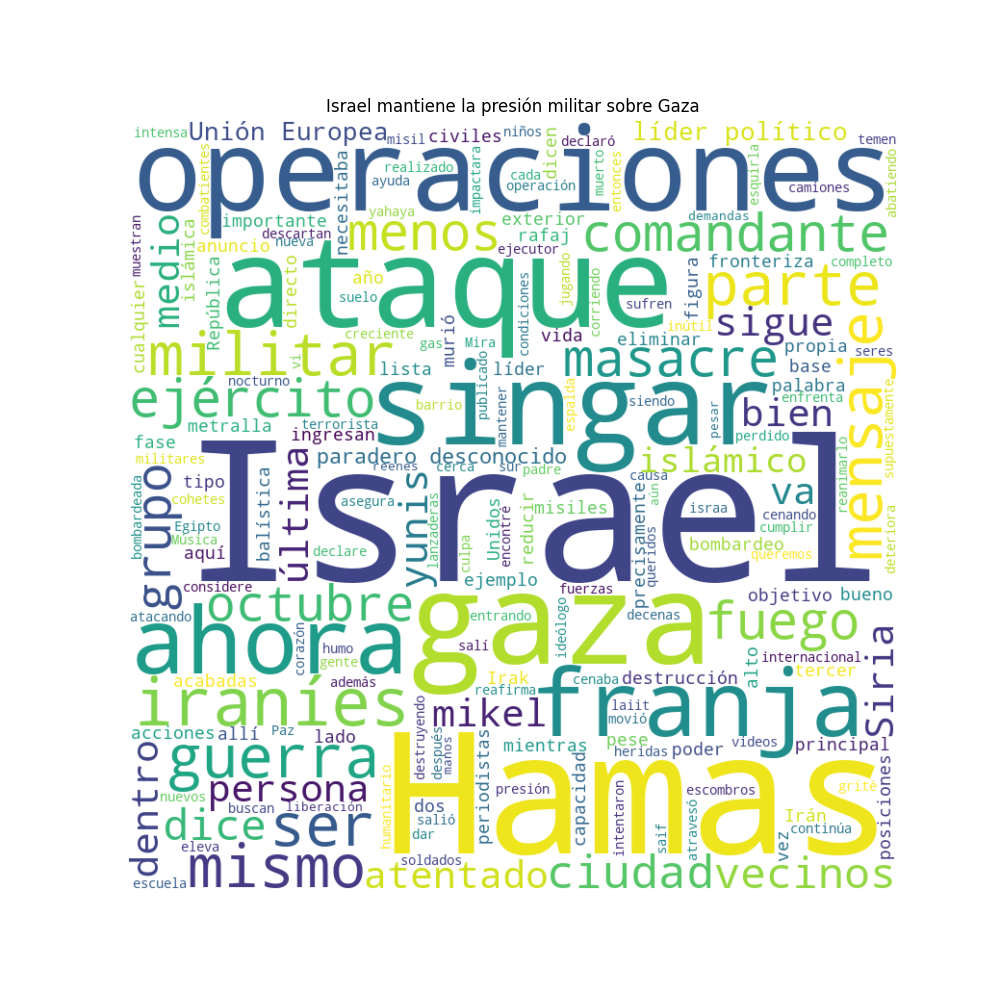 Israel mantiene la presión militar sobre Gaza
intensa Unión Europea misil civiles niños declaró líder político temen
operaciones
combatientes necesitaba realizado ayuda impactara cada operación dicen muerto entonces esquirla camiones abatiendo
muestran medio islámica importante yahaya exterior demandas
descartan menos rafaj comandante
anuncio nueva ejecutor fronteriza completo
ataque
cualquier República directo año suelo condiciones jugando corriendo sufren figura parte mensaje
creciente murió vida inútil sigue
militar vi gas Mira eliminar propia seres
nocturno lista publicado líder masacre base
ejército barrio mantener espalda siendo palabra
singar pesar enfrenta
metralla terrorista bien
fase ingresan perdido supuestamente
militares paradero desconocido islámico reanimarlo
reenes cerca sur padre causa
tipo última yunis aún va cenando
grupo cohetes balística asegura lanzaderas misiles israa cumplir
Israel
bombardeada Egipto Música encontré Unidos reducir precisamente queridos bombardeo
aquí declare culpa queremos deteriora
considere ejemplo fuerzas objetivo bueno
octubre gaza
atacando entrando ideólogo decenas fuego
ahora corazón humo salí internacional Siria
gente
acabadas además Irak cenaba destrucción alto tercer
iraníes reafirma laiit
mikel movió franja
acciones allí Paz lado destruyendo después manos periodistas mientras pese heridas poder videos principal
guerra
dentro persona humanitario presión capacidad intentaron escombros grité posiciones
nuevos buscan liberación Hamas Irán
dice ser dos salió dar saif atravesó vez continúa
eleva soldados
escuela mismo atentado ciudad vecinos